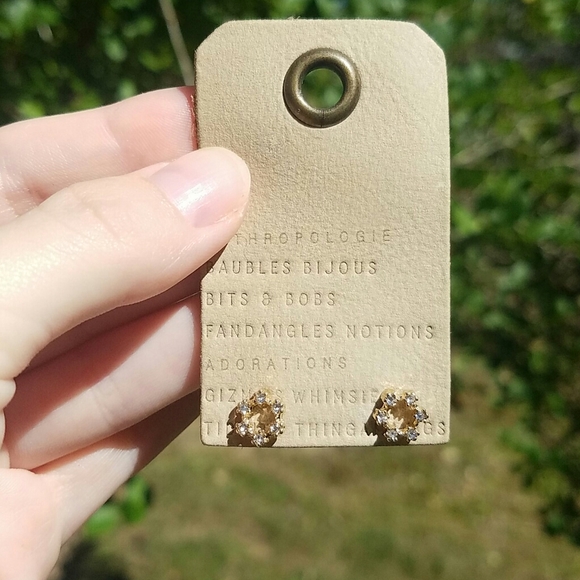 THROPOLOGIE
BAUBLES BIJOUS
BITS & BOBS
FANDANGLES NOTIONS
ADORATIONS